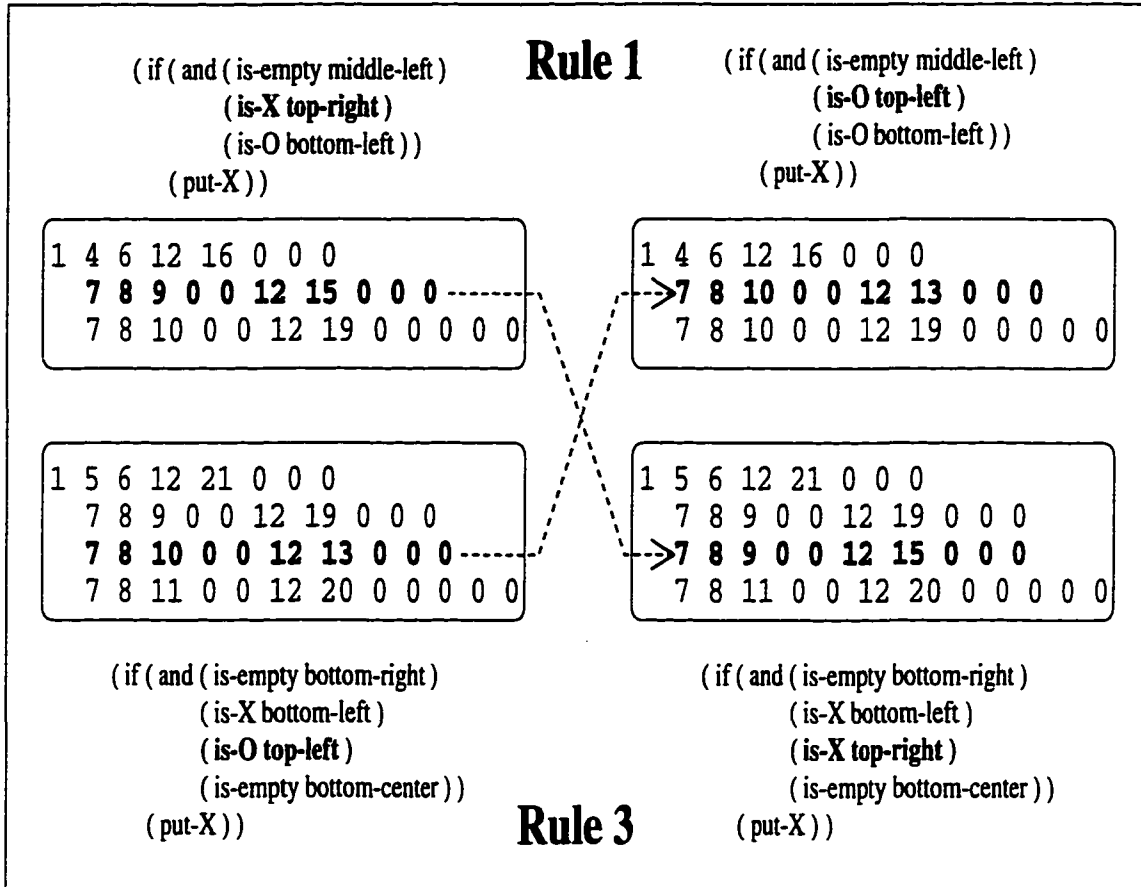 Rule 1
( if ( and ( is-empty middle-left )
( is-X top-right )
( is-O bottom-left ) )
( put-X ) )
( if ( and ( is-empty middle-left )
( is-O top-left )
( is-O bottom-left ) )
( put-X ) )
1 4 6 12 16 0 0 0
7 8 9 0 0 12 15 0 0 0
7 8 10 0 0 12 19 0 0 0 0 0
1 4 6 12 16 0 0 0
7 8 10 0 0 12 13 0 0 0
7 8 10 0 0 12 19 0 0 0 0 0
1 5 6 12 21 0 0 0
7 8 9 0 0 12 19 0 0 0
7 8 10 0 0 12 13 0 0 0
7 8 11 0 0 12 20 0 0 0 0 0
1 5 6 12 21 0 0 0
7 8 9 0 0 12 19 0 0 0
7 8 9 0 0 12 15 0 0 0
7 8 11 0 0 12 20 0 0 0 0 0
( if ( and ( is-empty bottom-right )
( is-X bottom-left )
( is-O top-left )
( is-empty bottom-center ) )
( put-X ) )
( if ( and ( is-empty bottom-right )
( is-X bottom-left )
( is-X top-right )
( is-empty bottom-center ) )
( put-X ) )
Rule 3